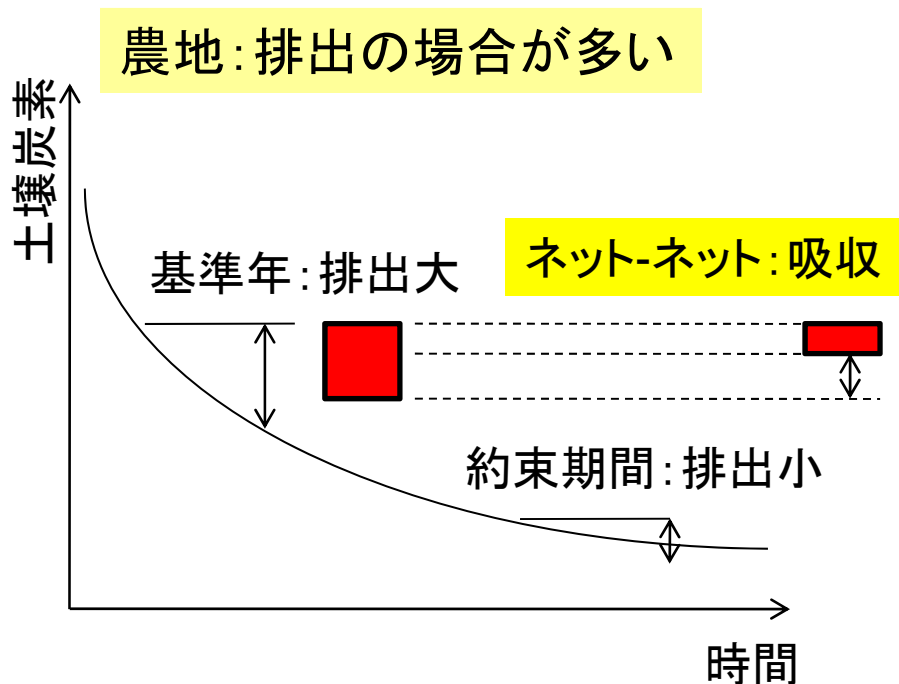 農地:排出の場合が多い
土壌炭素
基準年:排出大
ネット-ネット:吸収
約束期間:排出小
時間